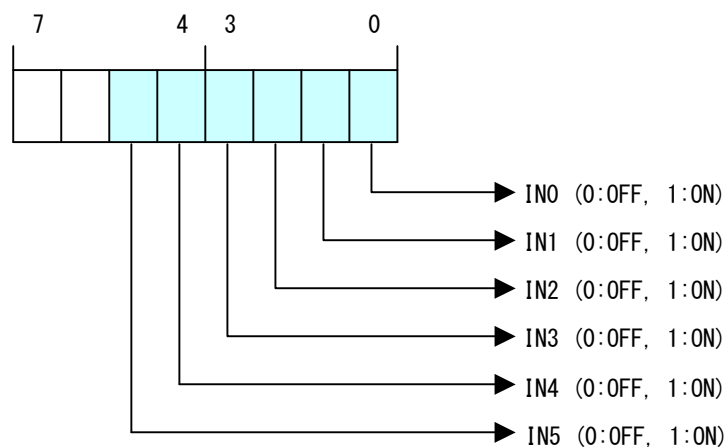 7 4 3 0
IN0 (0:OFF, 1:ON)
IN1 (0:OFF, 1:ON)
IN2 (0:OFF, 1:ON)
IN3 (0:OFF, 1:ON)
IN4 (0:OFF, 1:ON)
IN5 (0:OFF, 1:ON)